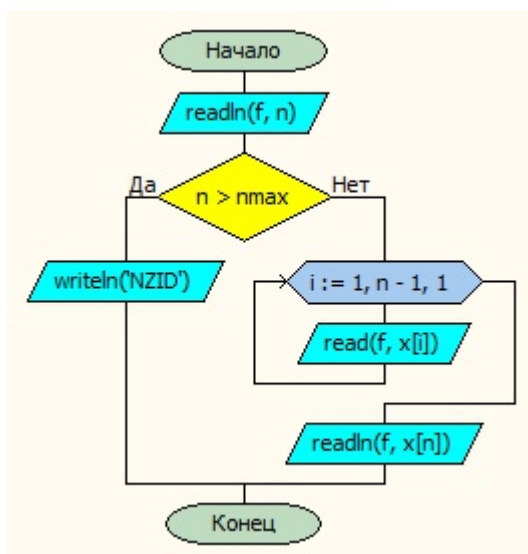 Начало
readln(f, n)
Да
n > nmax
Нет
writeln('NZID')
i := 1, n - 1, 1
read(f, x[i])
readln(f, x[n])
Конец